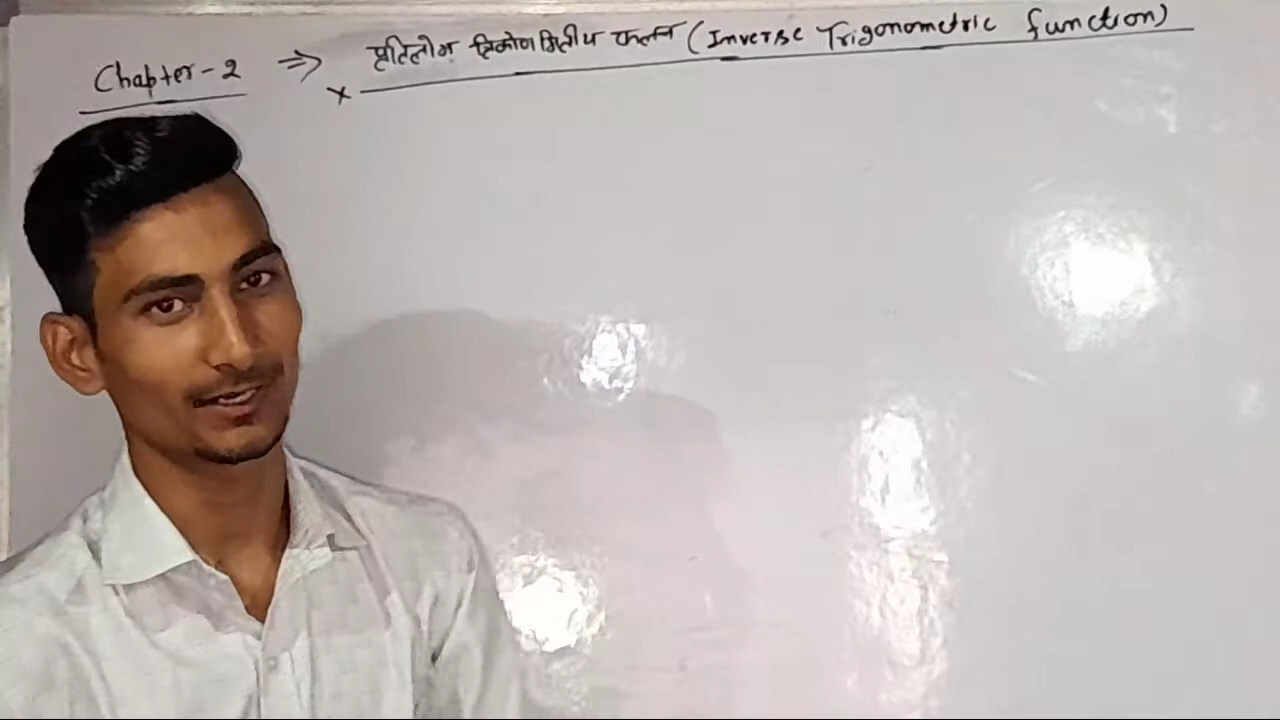 Chapter-2 ⇒ प्रतिलोम त्रिकोणमितीय फलन (Inverse Trigonometric function)